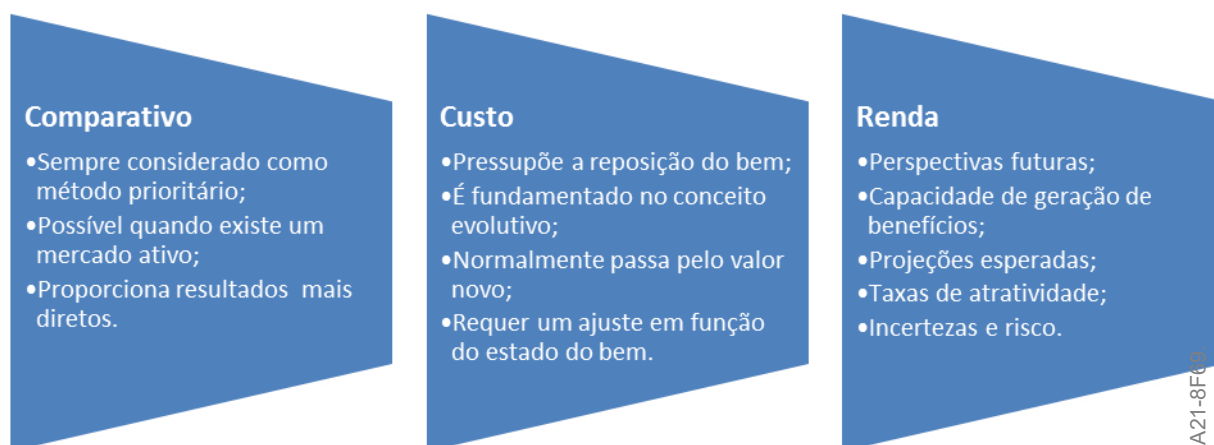 Comparativo
•Sempre considerado como
método prioritário;
•Possível quando existe um
mercado ativo;
•Proporciona resultados mais
diretos.
Custo
•Pressupõe a reposição do bem;
•É fundamentado no conceito
evolutivo;
•Normalmente passa pelo valor
novo;
•Requer um ajuste em função
do estado do bem.
Renda
•Perspectivas futuras;
•Capacidade de geração de
benefícios;
•Projeções esperadas;
•Taxas de atratividade;
•Incertezas e risco.
A21-8F69